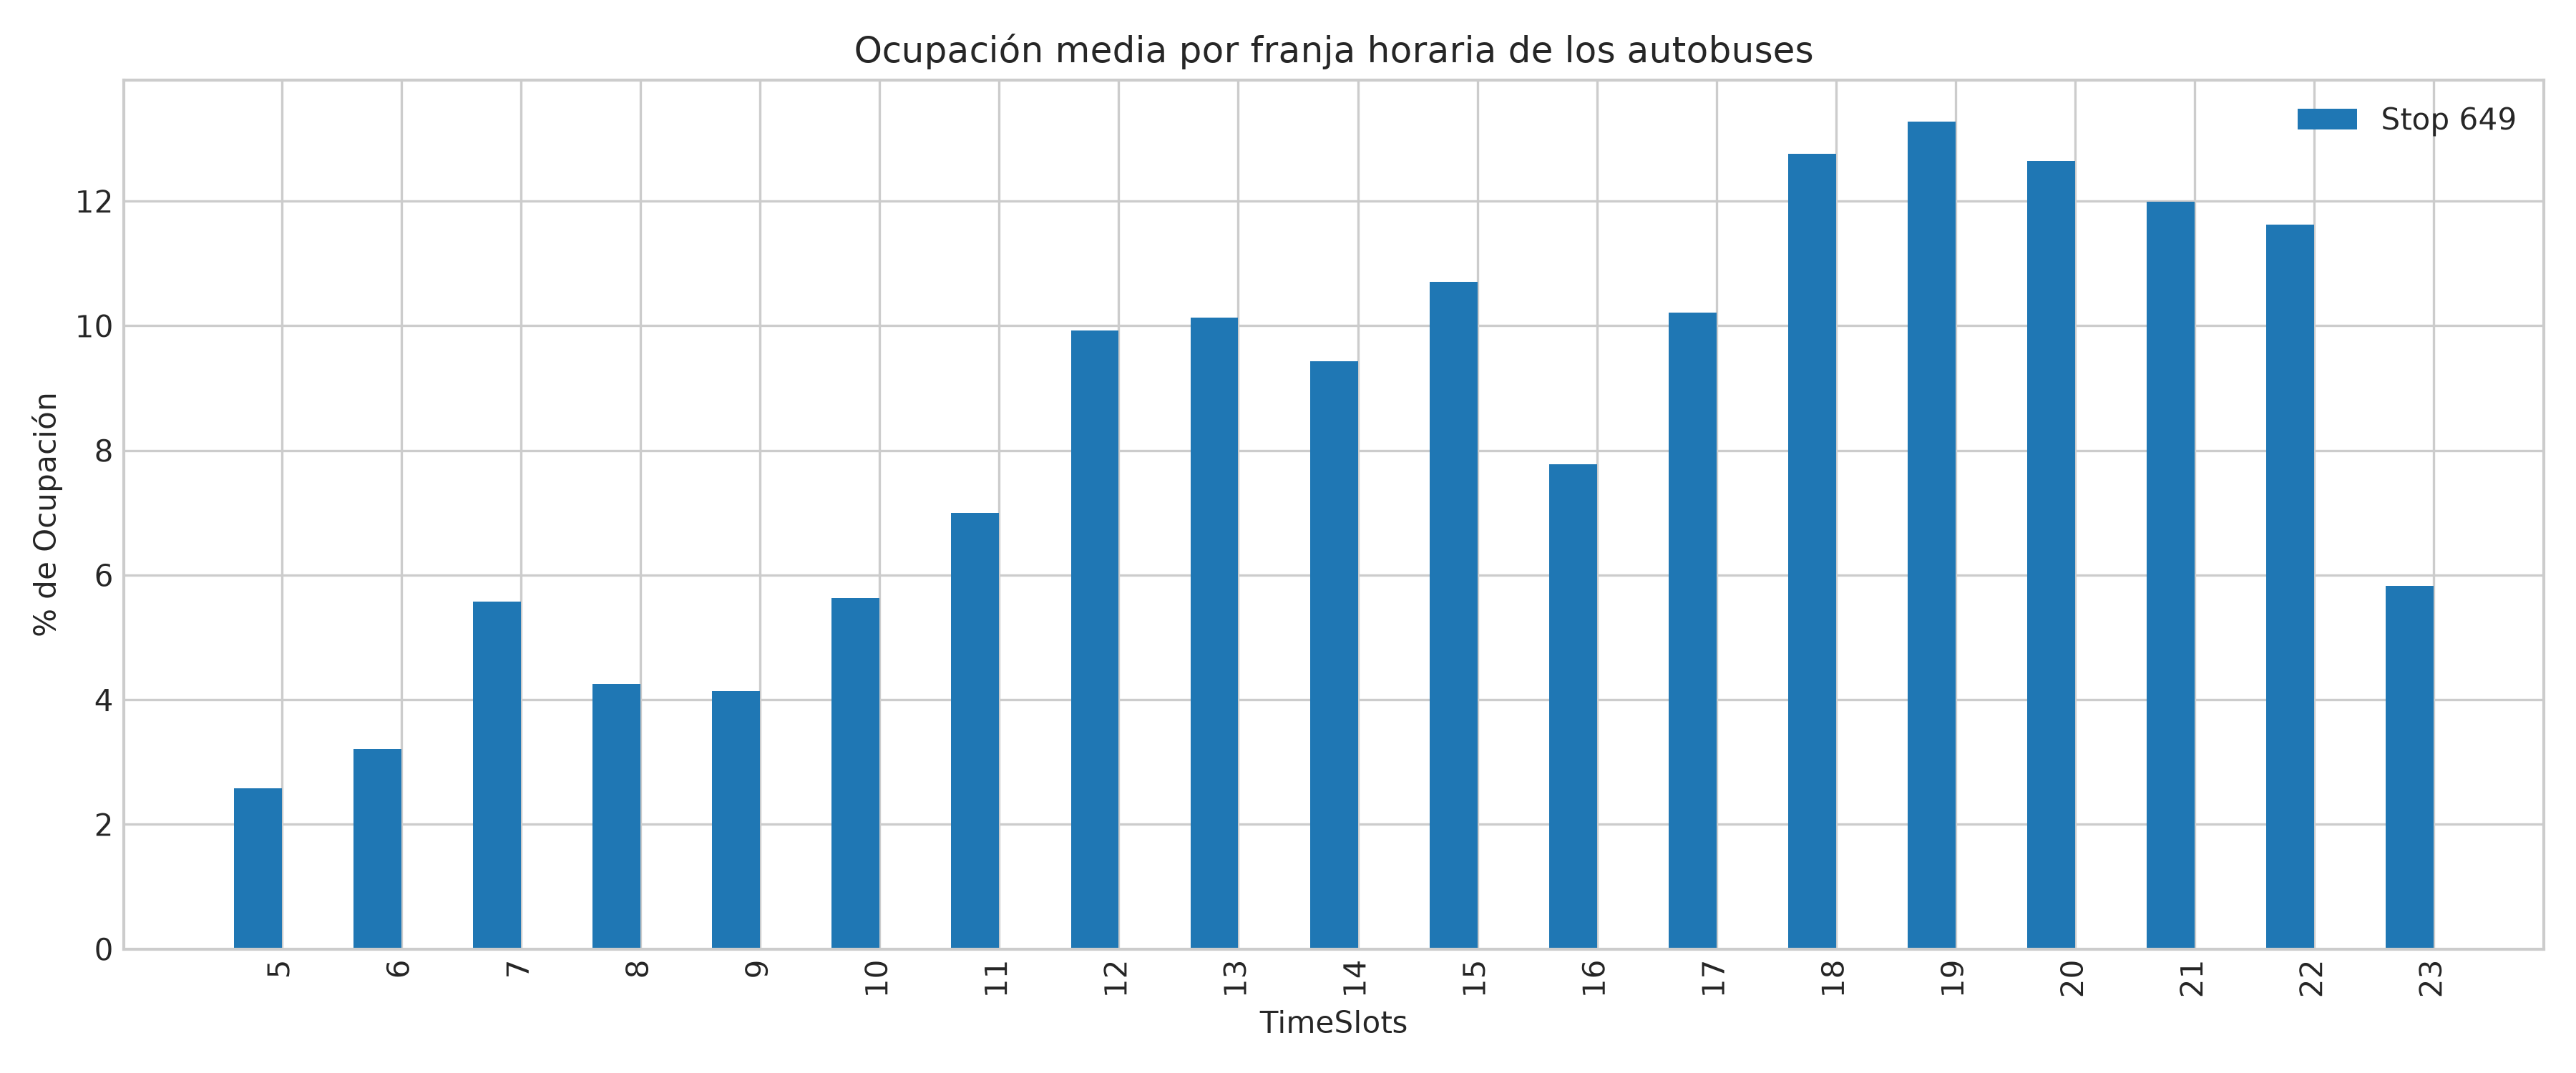 Ocupación media por franja horaria de los autobuses
Stop 649
% de Ocupación
12
10
8
6
4
2
0
5 6 7 8 9 10 11 12 13 14 15 16 17 18 19 20 21 22 23
TimeSlots